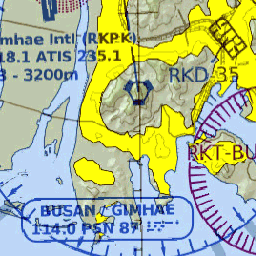 mhae Intl (RKPK)
18.1 ATIS 235.1
3 - 3200m
RKD 35
RKT-BU
BUSAN / GIMHAE
114.0 PSN 87